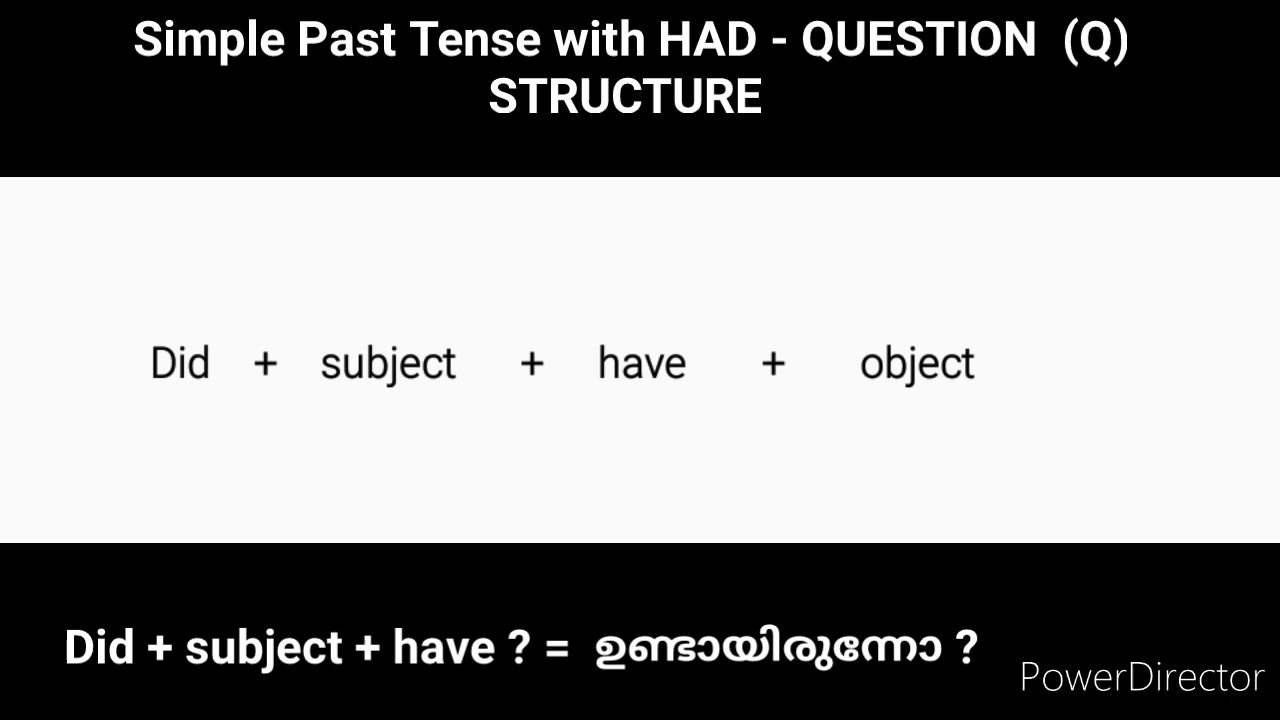 Simple Past Tense with HAD - QUESTION (Q)
STRUCTURE
Did + subject + have + object
Did + subject + have ? = ഉണ്ടായിരുന്നോ ?
PowerDirector